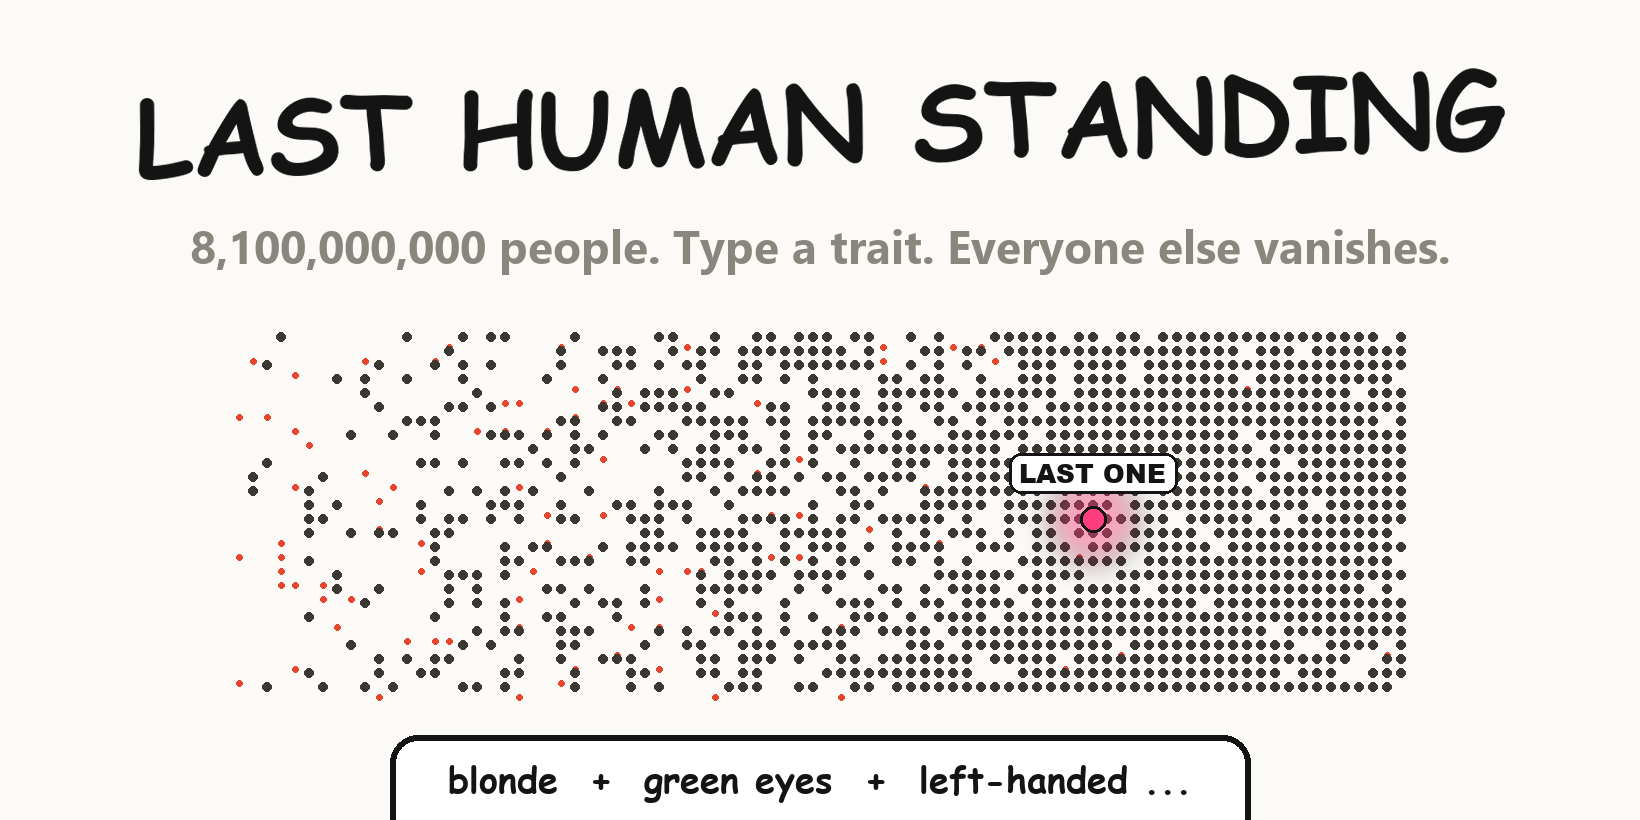 LAST HUMAN STANDING
8,100,000,000 people. Type a trait. Everyone else vanishes.
LAST ONE
blonde + green eyes + left-handed ...